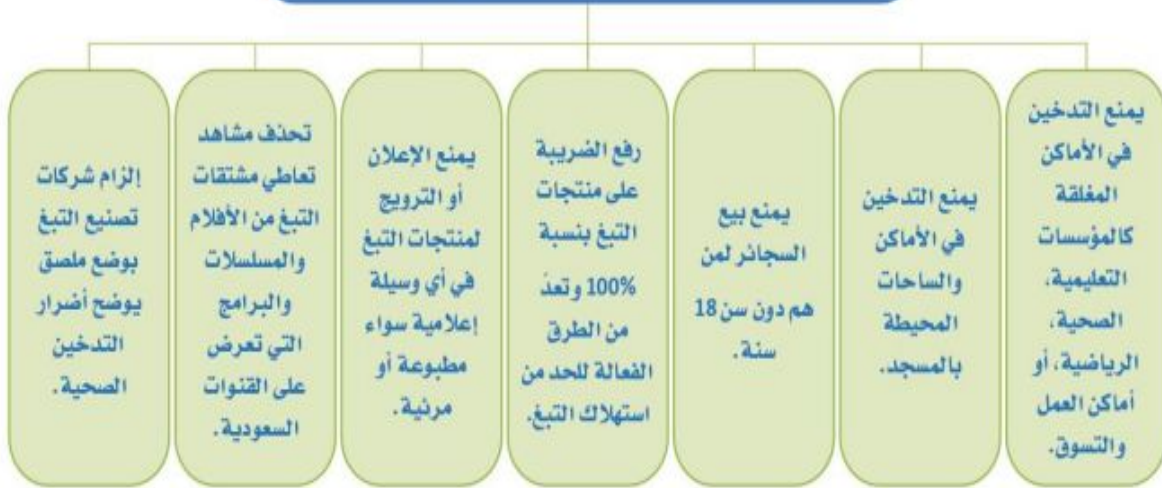 يمنع التدخين
في الأماكن
المغلقة
كالمؤسسات
التعليمية،
الصحية،
الرياضية، أو
أماكن العمل
والتسوق.
يمنع التدخين
في الأماكن
والساحات
المحيطة
بالمسجد.
يمنع بيع
السجائر لمن
هم دون سن 18
سنة.
رفع الضريبة
على منتجات
التبغ بنسبة
100% وتعدّ
من الطرق
الفعالة للحد من
استهلاك التبغ.
يمنع الإعلان
أو الترويج
لمنتجات التبغ
في أي وسيلة
إعلامية سواء
مطبوعة أو
مرئية.
تحذف مشاهد
تعاطي مشتقات
التبغ من الأفلام
والمسلسلات
والبرامج
التي تعرض
على القنوات
السعودية.
إلزام شركات
تصنيع التبغ
بوضع ملصق
يوضح أضرار
التدخين
الصحية.